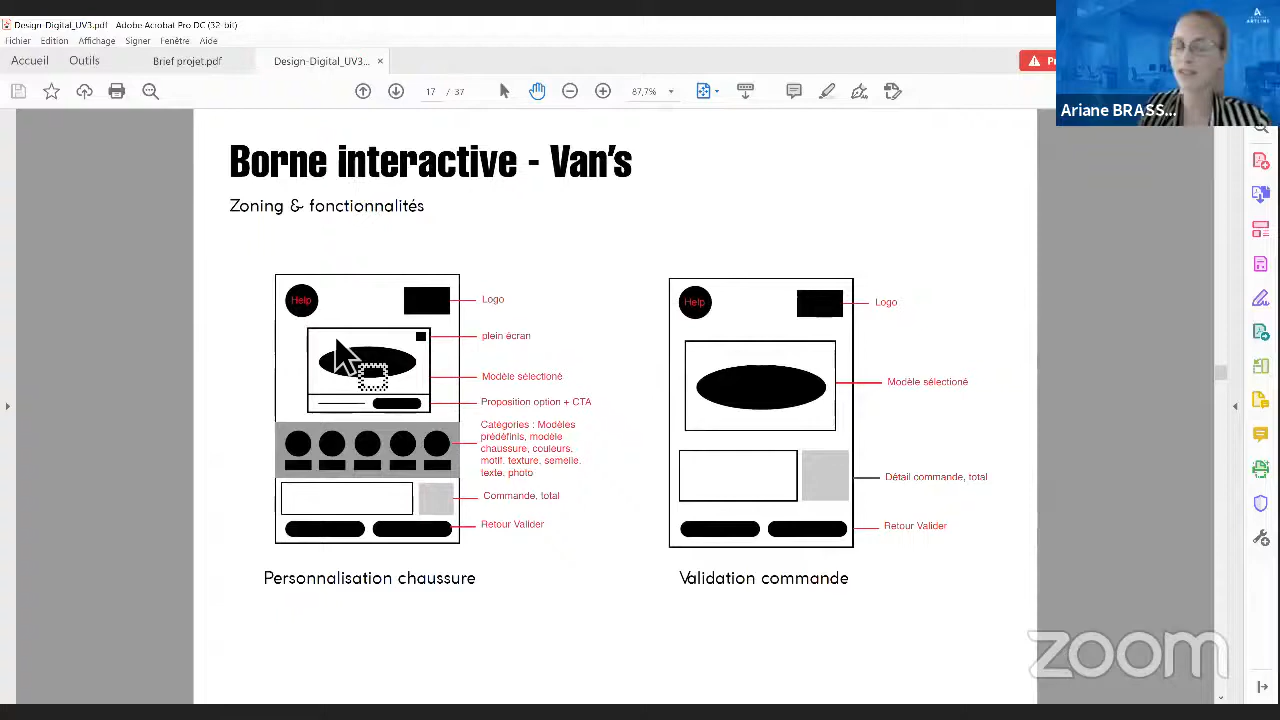 Design-Digital_UV3.pdf - Adobe Acrobat Pro DC (32-bit)
Fichier Edition Affichage Signer Fenêtre Aide
Accueil Outils Brief projet.pdf Design-Digital_UV3... ×
17 / 37 87,7%
ARTLINE
Ariane BRASS...
Borne interactive - Van's
Zoning & fonctionnalités
Help
Logo
plein écran
Modèle sélectioné
Proposition option + CTA
Catégories : Modèles
prédéfinis, modèle
chaussure, couleurs,
motif, texture, semelle,
texte, photo
Commande, total
Retour Valider
Personnalisation chaussure
Help
Logo
Modèle sélectioné
Détail commande, total
Retour Valider
Validation commande
zoom